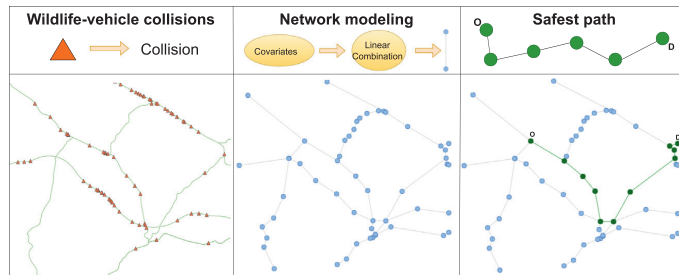 Wildlife-vehicle collisions
Collision
Network modeling
Covariates
Linear
Combination
Safest path
O
D
O
D